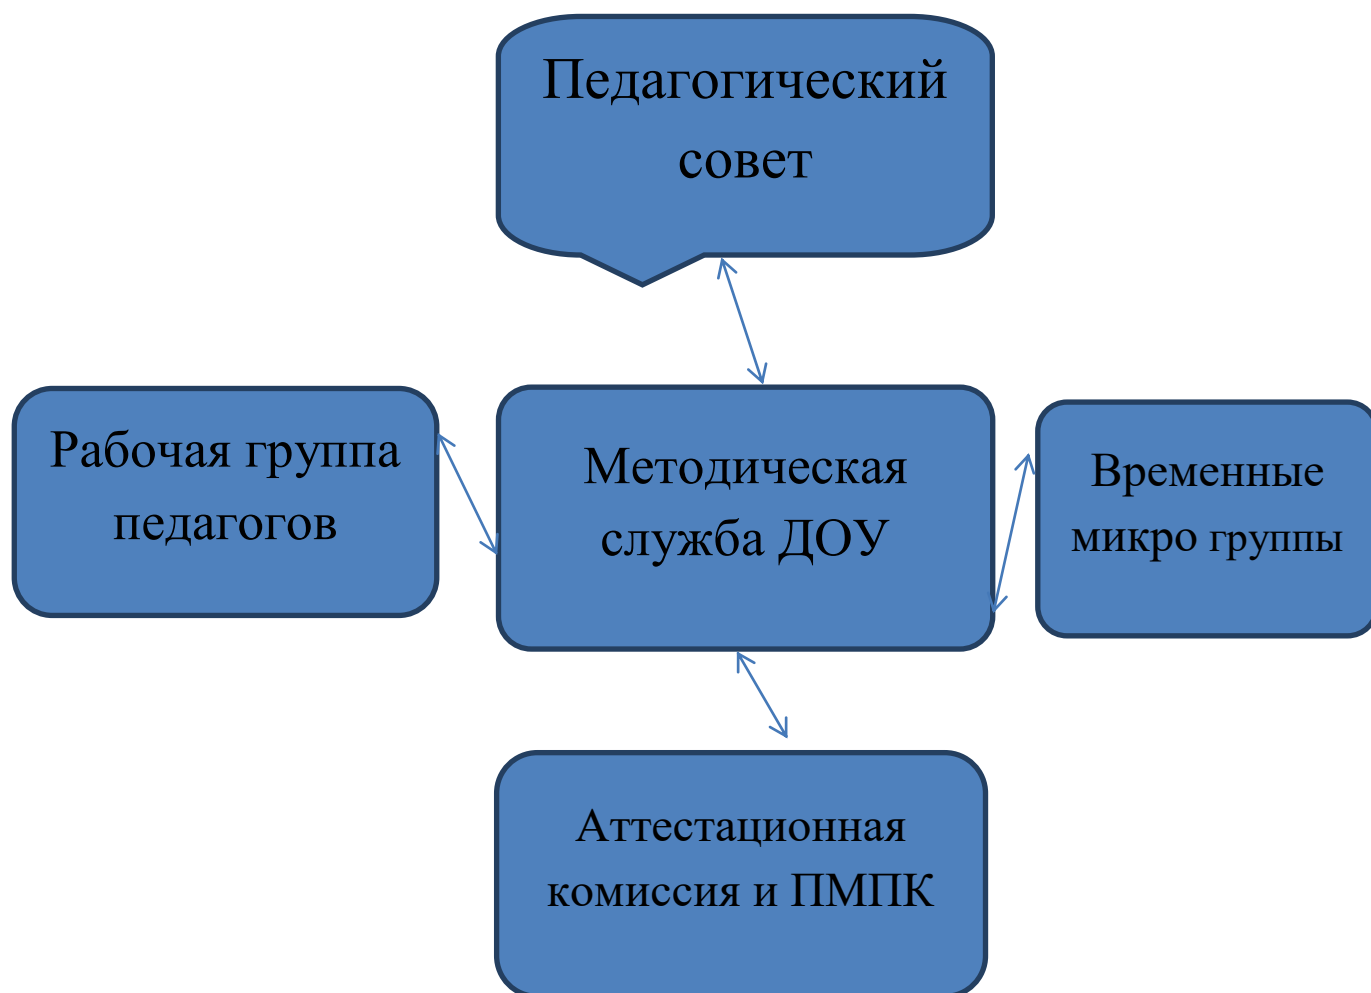 Педагогический
совет
Рабочая группа
педагогов
Методическая
служба ДОУ
Временные
микро группы
Аттестационная
комиссия и ПМПК